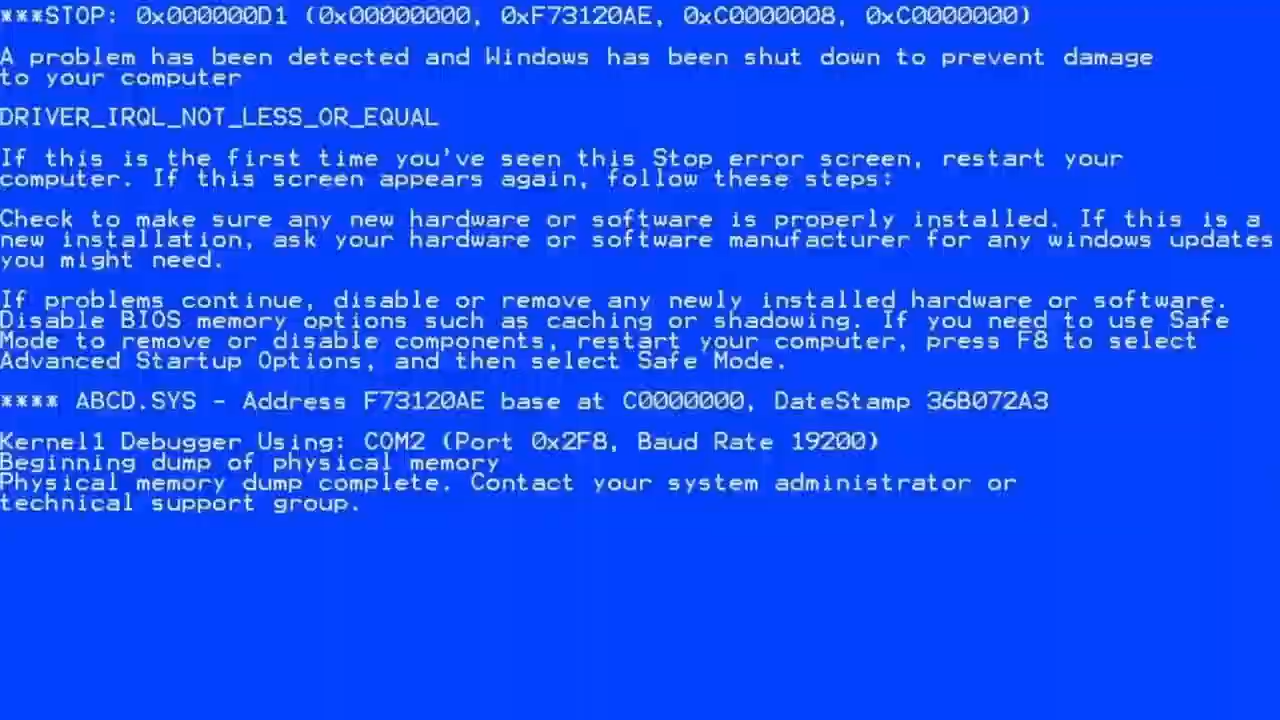 ***STOP: 0x000000D1 (0x00000000, 0xF73120AE, 0xC0000008, 0xC0000000)
A problem has been detected and Windows has been shut down to prevent damage
to your computer
DRIVER_IRQL_NOT_LESS_OR_EQUAL
If this is the first time you've seen this Stop error screen, restart your
computer. If this screen appears again, follow these steps:
Check to make sure any new hardware or software is properly installed. If this is a
new installation, ask your hardware or software manufacturer for any windows updates
you might need.
If problems continue, disable or remove any newly installed hardware or software.
Disable BIOS memory options such as caching or shadowing. If you need to use Safe
Mode to remove or disable components, restart your computer, press F8 to select
Advanced Startup Options, and then select Safe Mode.
**** ABCD.SYS - Address F73120AE base at C0000000, DateStamp 36B072A3
Kernel1 Debugger Using: COM2 (Port 0x2F8, Baud Rate 19200)
Beginning dump of physical memory
Physical memory dump complete. Contact your system administrator or
technical support group.